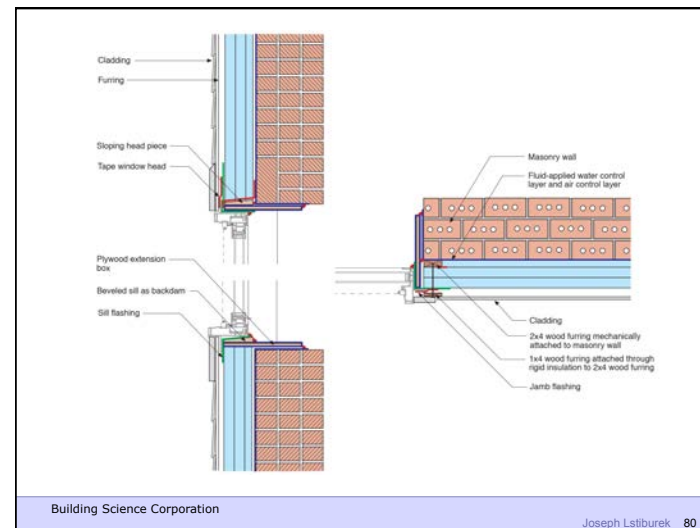 Cladding
Furring
Sloping head piece
Tape window head
Plywood extension
box
Beveled sill as backdam
Sill flashing
Masonry wall
Fluid-applied water control
layer and air control layer
Cladding
2x4 wood furring mechanically
attached to masonry wall
1x4 wood furring attached through
rigid insulation to 2x4 wood furring
Jamb flashing
Building Science Corporation
Joseph Lstiburek 80